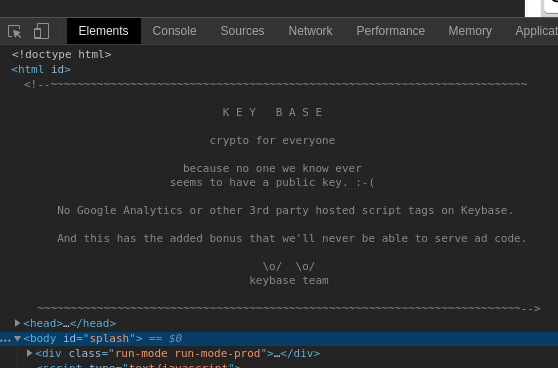 Elements Console Sources Network Performance Memory
<!doctype html>
<html id>
<!--~~~~~~~~~~~~~~~~~~~~~~~~~~~~~~~~~~~~~~~~~~~~~~~~~~~~~~~~~~~~~~~~~~~~~~~~~
K E Y   B A S E
crypto for everyone
because no one we know ever
seems to have a public key. :-(
No Google Analytics or other 3rd party hosted script tags on Keybase.
And this has the added bonus that we'll never be able to serve ad code.
\o/  \o/
keybase team
~~~~~~~~~~~~~~~~~~~~~~~~~~~~~~~~~~~~~~~~~~~~~~~~~~~~~~~~~~~~~~~~~~~~~~~~~-->
<head>…</head>
<body id="splash"> == $0
<div class="run-mode run-mode-prod">…</div>
<script type="text/javascript">